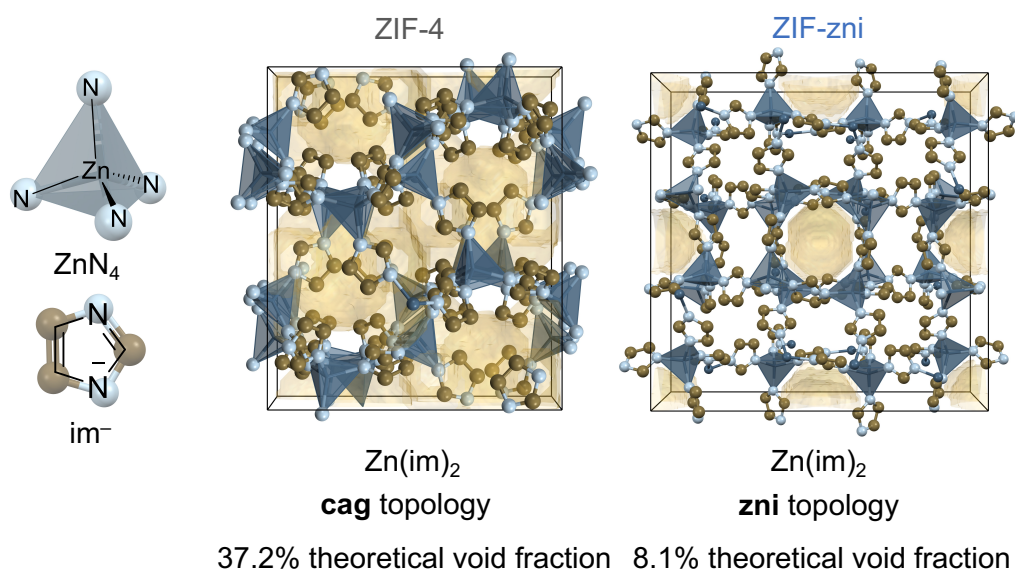 ZIF-4
ZIF-zni
N
Zn
N
N
N
ZnN₄
N
–
N
im⁻
Zn(im)₂
cag topology
37.2% theoretical void fraction
Zn(im)₂
zni topology
8.1% theoretical void fraction